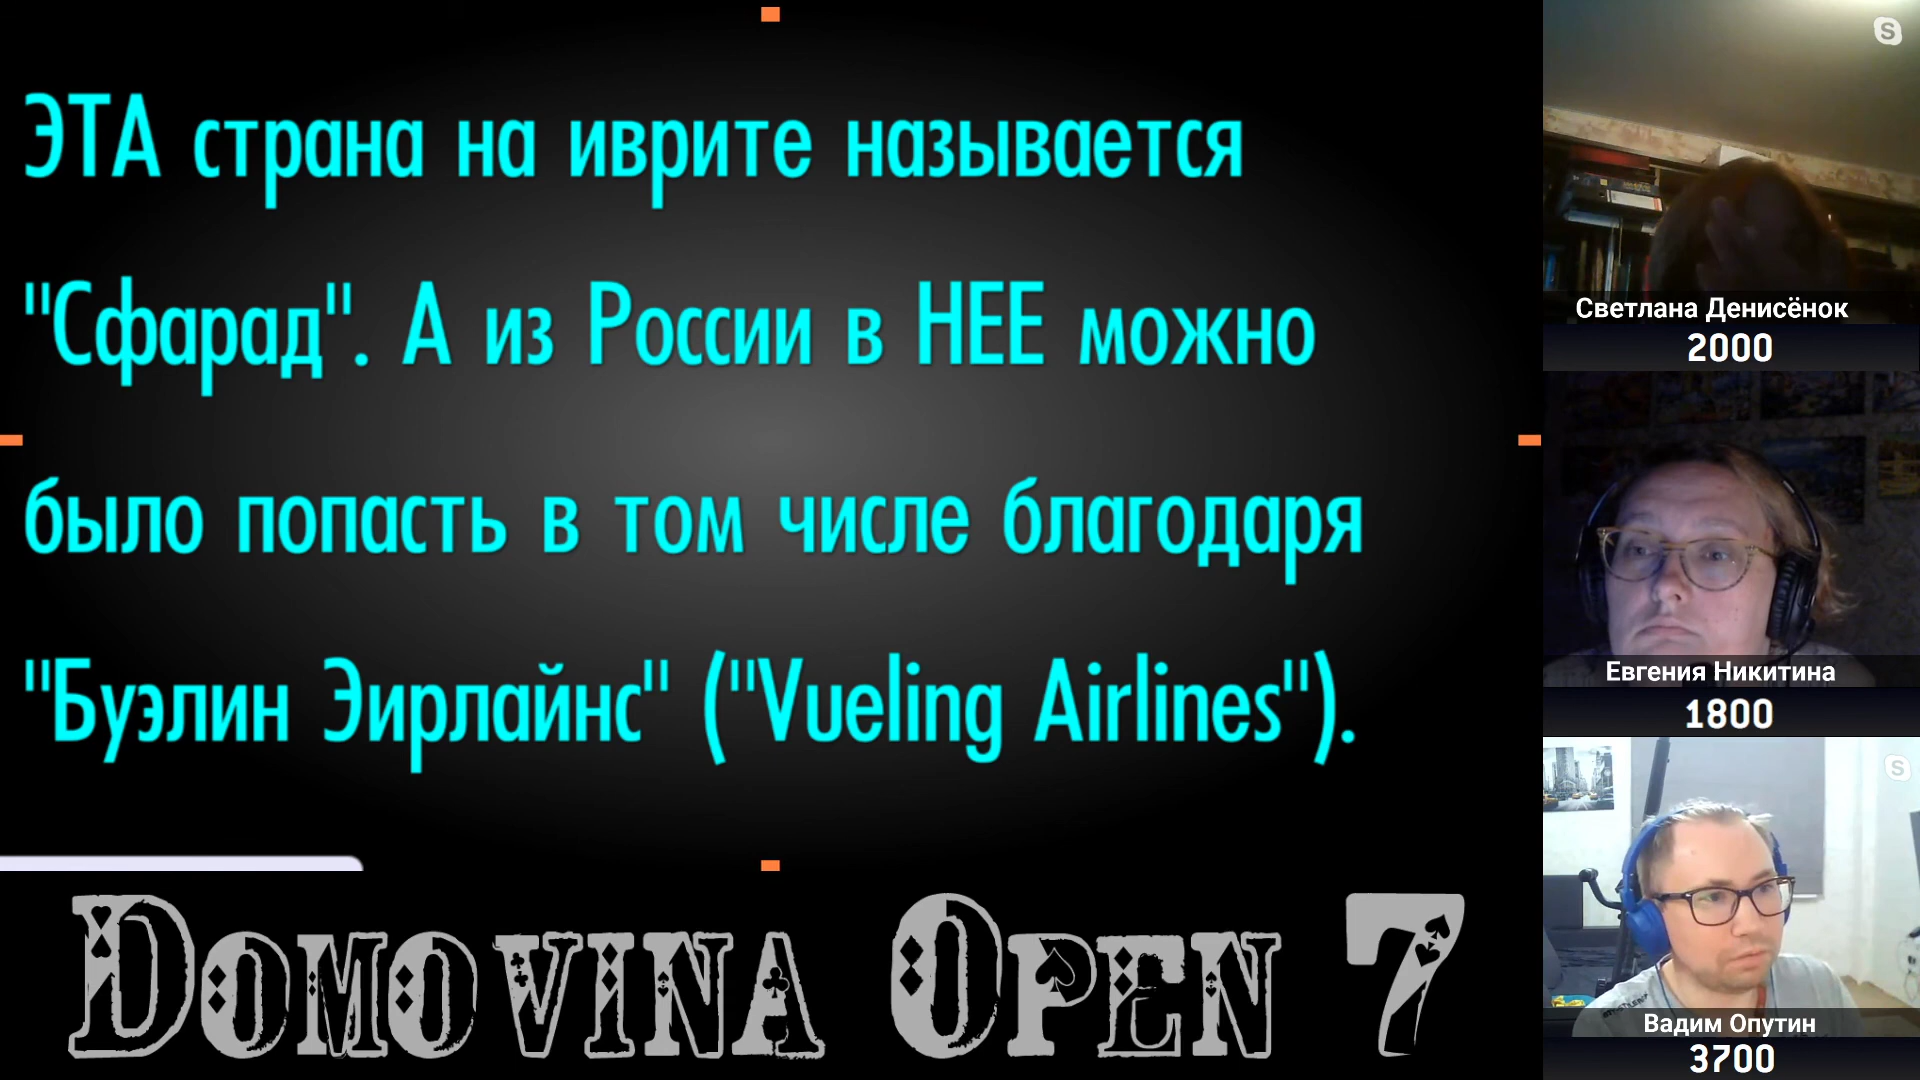 ЭТА страна на иврите называется
"Сфарад". А из России в НЕЕ можно
было попасть в том числе благодаря
"Буэлин Эирлайнс" ("Vueling Airlines").
Domovina Open 7
Светлана Денисёнок
2000
Евгения Никитина
1800
Вадим Опутин
3700